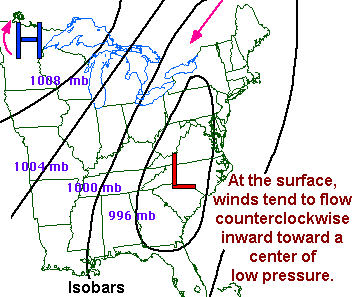 H
1008 mb
1004 mb
1000 mb
996 mb
L
At the surface,
winds tend to flow
counterclockwise
inward toward a
center of
low pressure.
Isobars